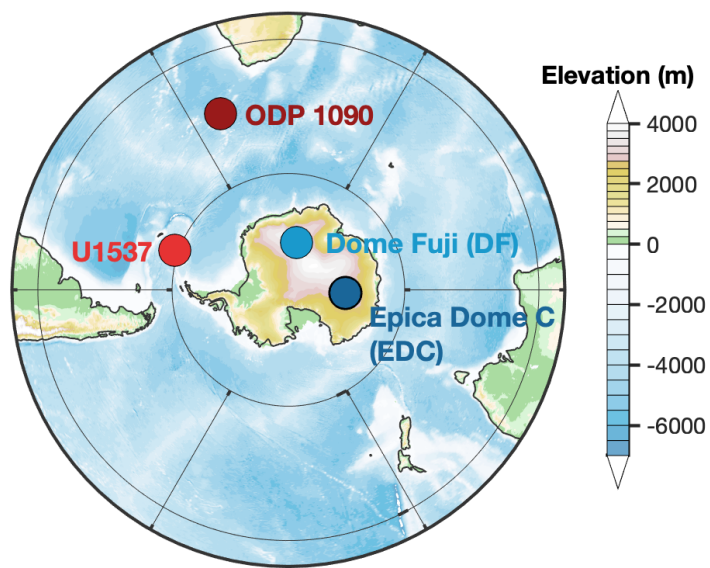 Elevation (m)
ODP 1090
4000
2000
U1537
Dome Fuji (DF)
0
-2000
Epica Dome C
(EDC)
-4000
-6000